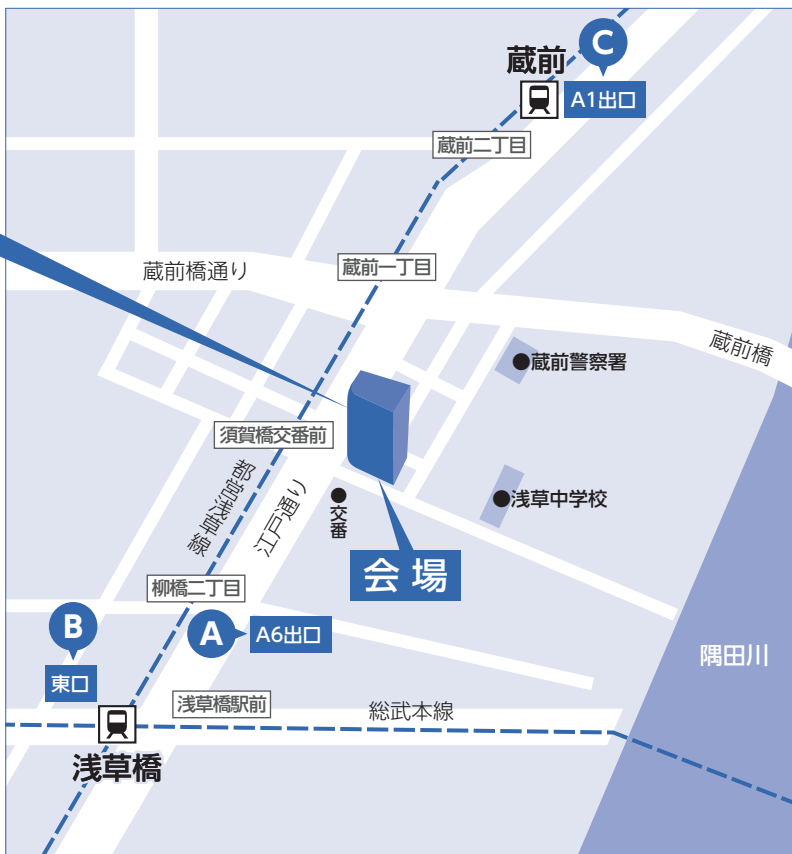 C
蔵前
A1出口
蔵前二丁目
蔵前橋通り
蔵前一丁目
蔵前橋
蔵前警察署
須賀橋交番前
都営浅草線
江戸通り
交番
浅草中学校
会場
柳橋二丁目
B
A
A6出口
東口
隅田川
浅草橋駅前
総武本線
浅草橋